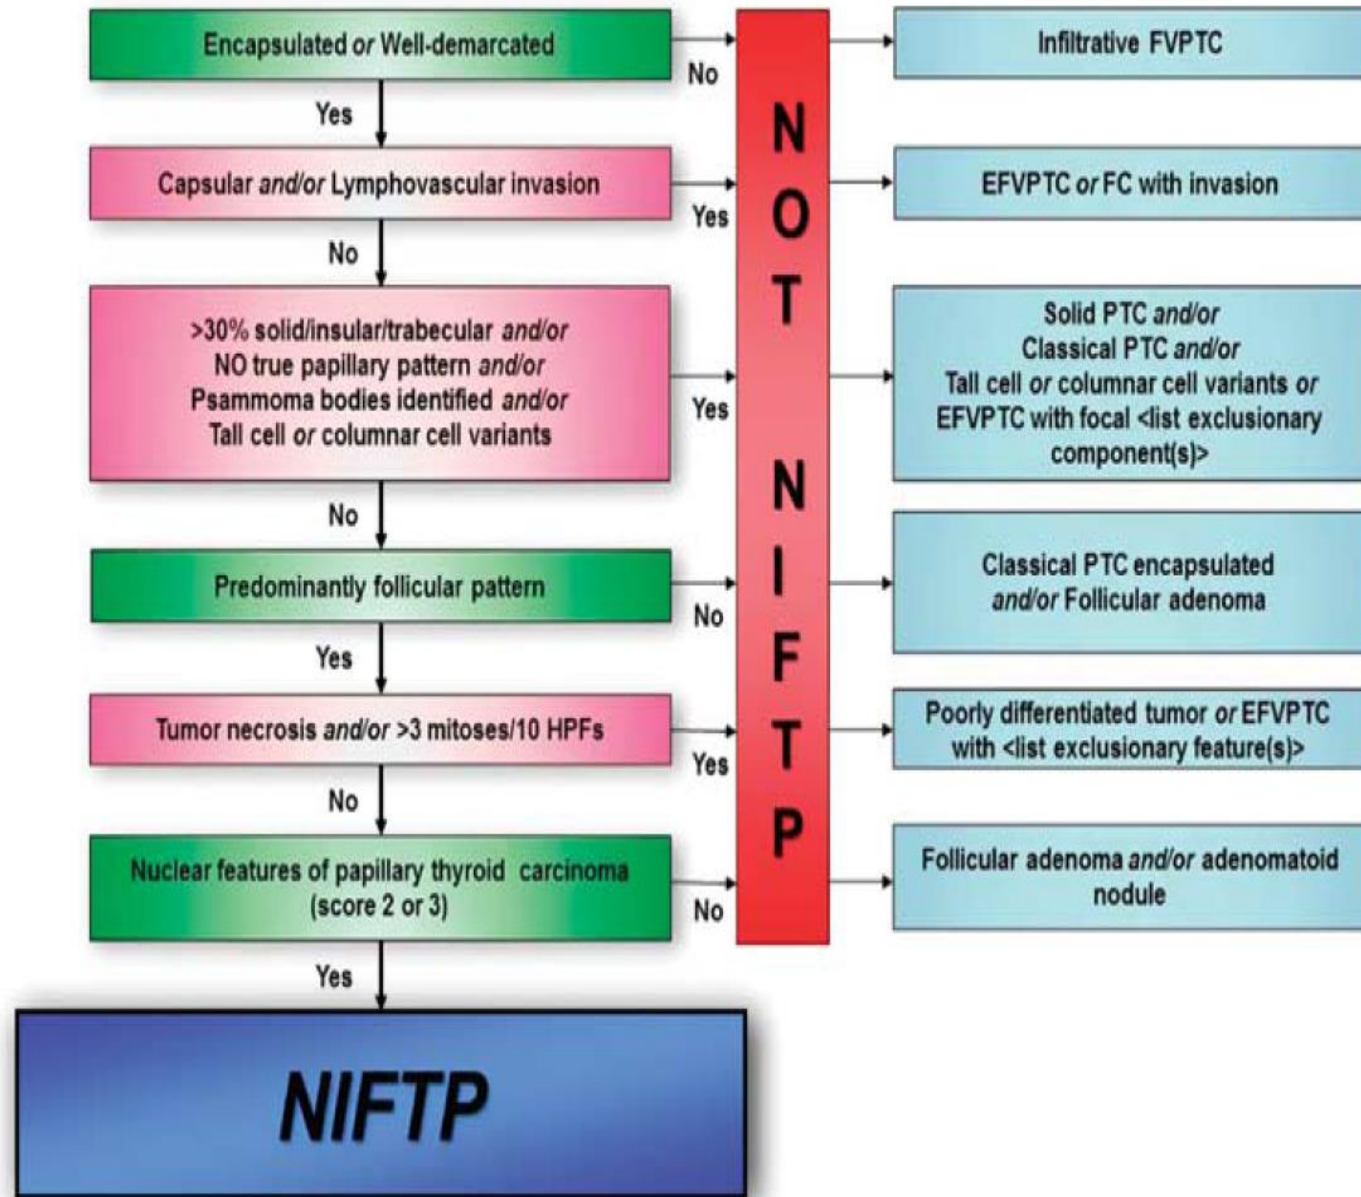 Encapsulated or Well-demarcated
No
Infiltrative FVPTC
Yes
Capsular and/or Lymphovascular invasion
Yes
EFVPTC or FC with invasion
No
>30% solid/insular/trabecular and/or
NO true papillary pattern and/or
Psammoma bodies identified and/or
Tall cell or columnar cell variants
Yes
Solid PTC and/or
Classical PTC and/or
Tall cell or columnar cell variants or
EFVPTC with focal <list exclusionary
component(s)>
No
Predominantly follicular pattern
No
Classical PTC encapsulated
and/or Follicular adenoma
Yes
Tumor necrosis and/or >3 mitoses/10 HPFs
Yes
Poorly differentiated tumor or EFVPTC
with <list exclusionary feature(s)>
No
Nuclear features of papillary thyroid carcinoma
(score 2 or 3)
No
Follicular adenoma and/or adenomatoid
nodule
Yes
NOT NIFTP
NIFTP